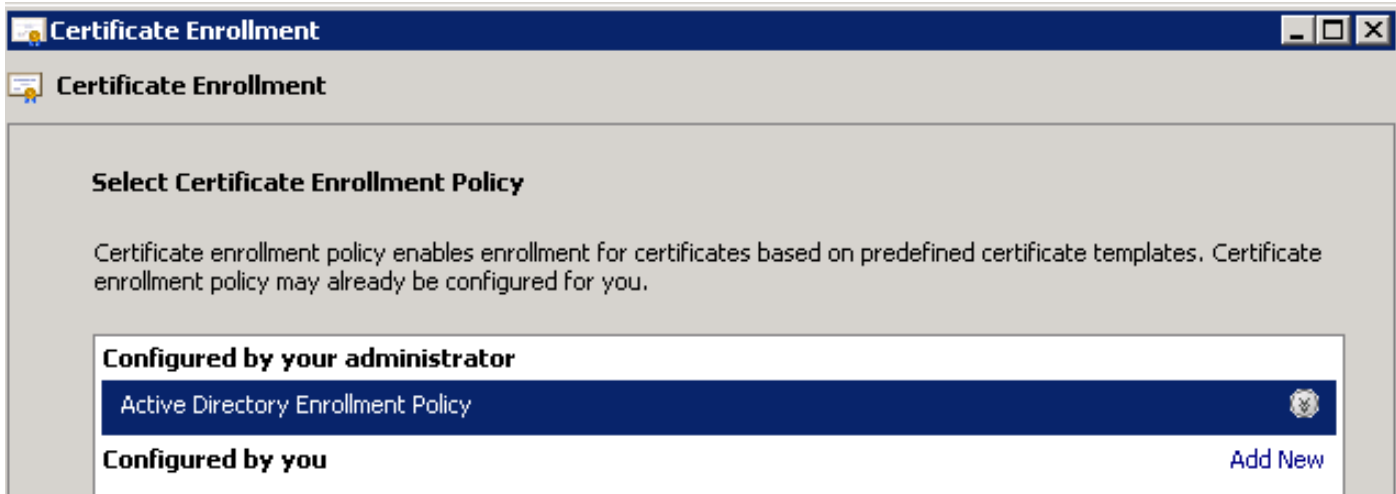 Certificate Enrollment
Certificate Enrollment
Select Certificate Enrollment Policy
Certificate enrollment policy enables enrollment for certificates based on predefined certificate templates. Certificate
enrollment policy may already be configured for you.
Configured by your administrator
Active Directory Enrollment Policy
Configured by you Add New